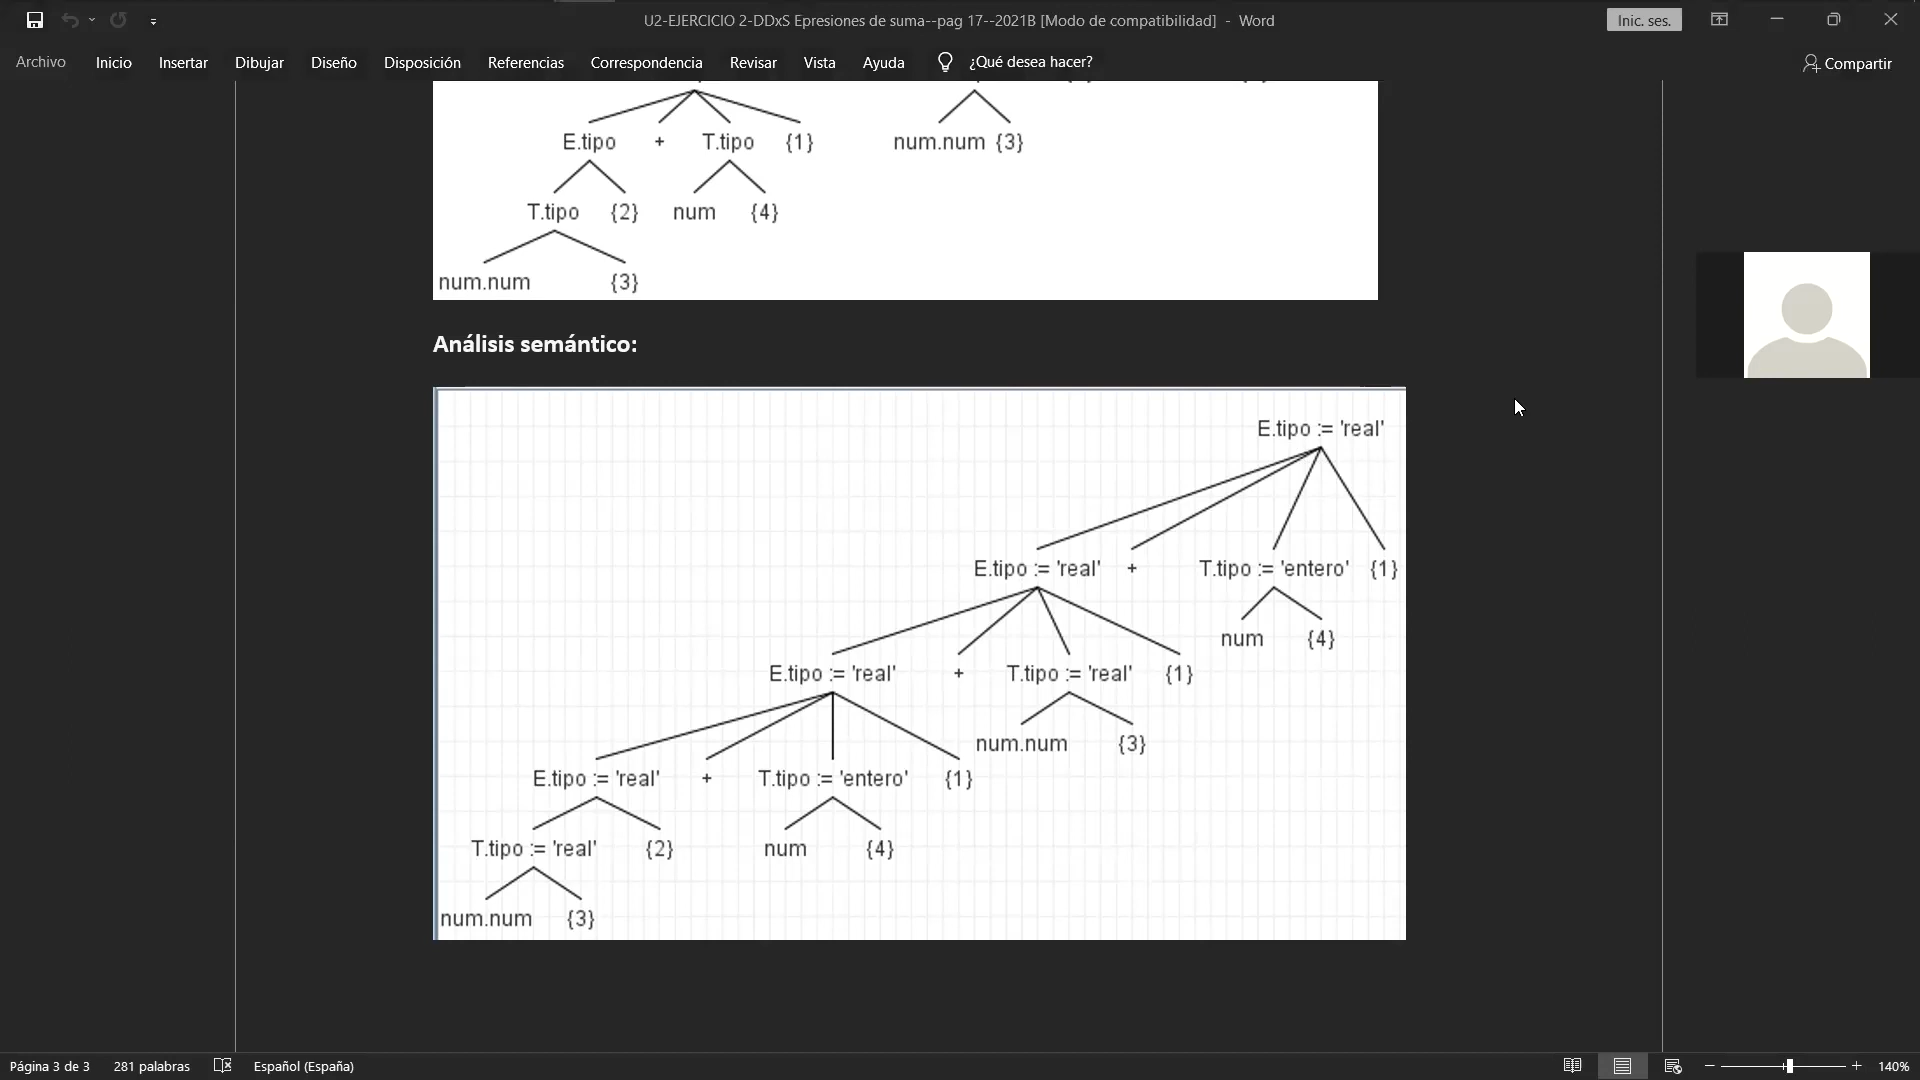 U2-EJERCICIO 2-DDxS Epresiones de suma--pag 17--2021B [Modo de compatibilidad] - Word
Inic. ses.
Archivo Inicio Insertar Dibujar Diseño Disposición Referencias Correspondencia Revisar Vista Ayuda ¿Qué desea hacer? Compartir
E.tipo + T.tipo {1} num.num {3}
T.tipo {2} num {4}
num.num {3}
Análisis semántico:
E.tipo := 'real'
E.tipo := 'real' + T.tipo := 'entero' {1}
num {4}
E.tipo := 'real' + T.tipo := 'real' {1}
num.num {3}
E.tipo := 'real' + T.tipo := 'entero' {1}
T.tipo := 'real' {2} num {4}
num.num {3}
Página 3 de 3 281 palabras Español (España) 140%